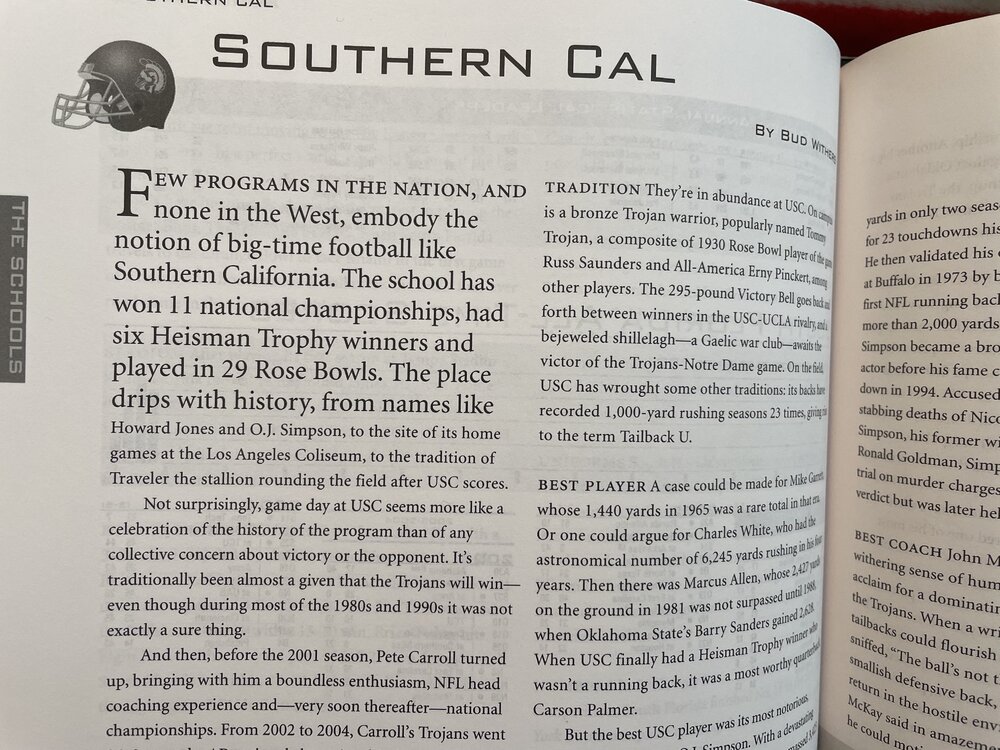 SOUTHERN CAL
BY BUD WITHERS
THE SCHOOLS
FEW PROGRAMS IN THE NATION, AND
none in the West, embody the
notion of big-time football like
Southern California. The school has
won 11 national championships, had
six Heisman Trophy winners and
played in 29 Rose Bowls. The place
drips with history, from names like
Howard Jones and O.J. Simpson, to the site of its home
games at the Los Angeles Coliseum, to the tradition of
Traveler the stallion rounding the field after USC scores.
Not surprisingly, game day at USC seems more like a
celebration of the history of the program than of any
collective concern about victory or the opponent. It's
traditionally been almost a given that the Trojans will win—
even though during most of the 1980s and 1990s it was not
exactly a sure thing.
And then, before the 2001 season, Pete Carroll turned
up, bringing with him a boundless enthusiasm, NFL head
coaching experience and—very soon thereafter—national
championships. From 2002 to 2004, Carroll's Trojans went
TRADITION They're in abundance at USC. On campus
is a bronze Trojan warrior, popularly named Tommy
Trojan, a composite of 1930 Rose Bowl player of the game
Russ Saunders and All-America Erny Pinckert, among
other players. The 295-pound Victory Bell goes back and
forth between winners in the USC-UCLA rivalry, and a
bejeweled shillelagh—a Gaelic war club—awaits the
victor of the Trojans-Notre Dame game. On the field,
USC has wrought some other traditions: its backs have
recorded 1,000-yard rushing seasons 23 times, giving rise
to the term Tailback U.
BEST PLAYER A case could be made for Mike Garrett,
whose 1,440 yards in 1965 was a rare total in that era.
Or one could argue for Charles White, who had the
astronomical number of 6,245 yards rushing in his four
years. Then there was Marcus Allen, whose 2,427 yards
on the ground in 1981 was not surpassed until 1988,
when Oklahoma State's Barry Sanders gained 2,628.
When USC finally had a Heisman Trophy winner who
wasn't a running back, it was a most worthy quarterback,
Carson Palmer.
But the best USC player was its most notorious.
O.J. Simpson. With a devastating
yards in only two
for 23 touchdowns his
He then validated his
at Buffalo in 1973 by
first NFL running
more than 2,000 yards
Simpson became a
actor before his fame
down in 1994. Accused
stabbing deaths of
Simpson, his former
Ronald Goldman,
trial on murder charges
verdict but was later
BEST COACH John
withering sense of
acclaim for a
the Trojans. When a
tailbacks could flourish
sniffed, "The ball's not
smallish defensive back,
return in the hostile
McKay said in
he could